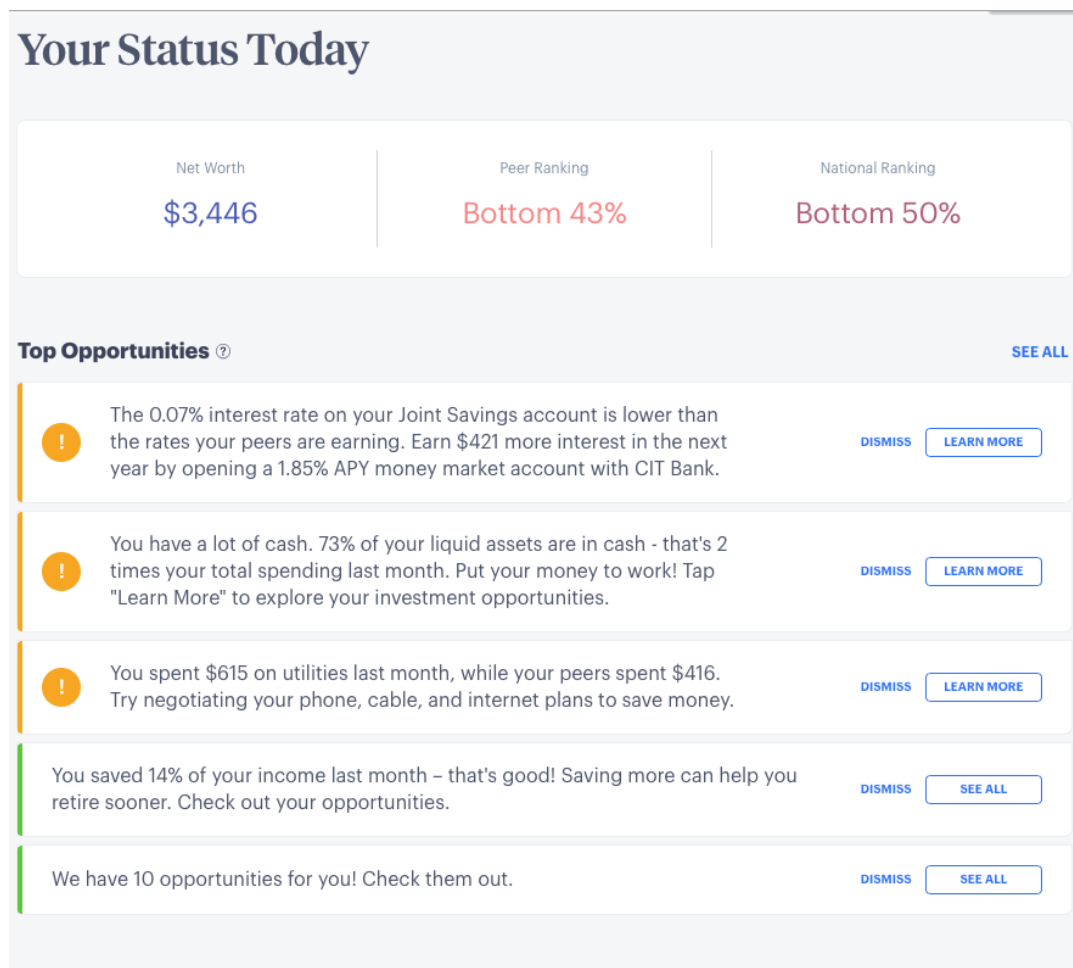 Your Status Today
Net Worth
$3,446
Peer Ranking
Bottom 43%
National Ranking
Bottom 50%
Top Opportunities ?
SEE ALL
The 0.07% interest rate on your Joint Savings account is lower than
the rates your peers are earning. Earn $421 more interest in the next
year by opening a 1.85% APY money market account with CIT Bank.
DISMISS
LEARN MORE
You have a lot of cash. 73% of your liquid assets are in cash - that's 2
times your total spending last month. Put your money to work! Tap
"Learn More" to explore your investment opportunities.
DISMISS
LEARN MORE
You spent $615 on utilities last month, while your peers spent $416.
Try negotiating your phone, cable, and internet plans to save money.
DISMISS
LEARN MORE
You saved 14% of your income last month – that's good! Saving more can help you
retire sooner. Check out your opportunities.
DISMISS
SEE ALL
We have 10 opportunities for you! Check them out.
DISMISS
SEE ALL